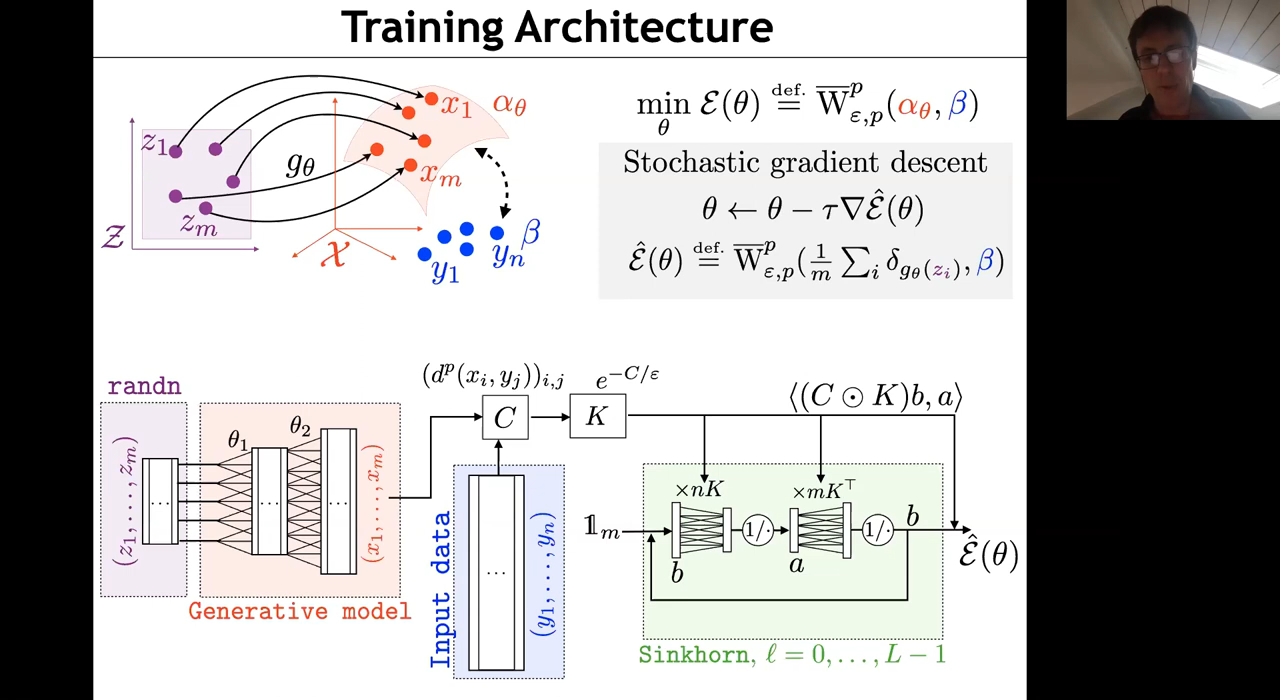 Training Architecture
z₁
z_m
𝒵
g_θ
x₁
x_m
α_θ
𝒳
y₁
y_n
β
min_θ ℰ(θ) =^{def.} W̅^p_{ε,p}(α_θ, β)
Stochastic gradient descent
θ ← θ − τ∇ℰ̂(θ)
ℰ̂(θ) =^{def.} W̅^p_{ε,p}(1/m ∑_i δ_{g_θ(z_i)}, β)
randn
(z₁, . . . , z_m)
...
θ₁
...
θ₂
...
(x₁, . . . , x_m)
Generative model
(d^p(x_i, y_j))_{i,j}
C
e^{−C/ε}
K
Input data
...
(y₁, . . . , y_n)
⟨(C ⊙ K)b, a⟩
𝟙_m
×nK
b
1/·
×mK^⊤
a
1/·
b
ℰ̂(θ)
Sinkhorn, ℓ = 0, . . . , L − 1